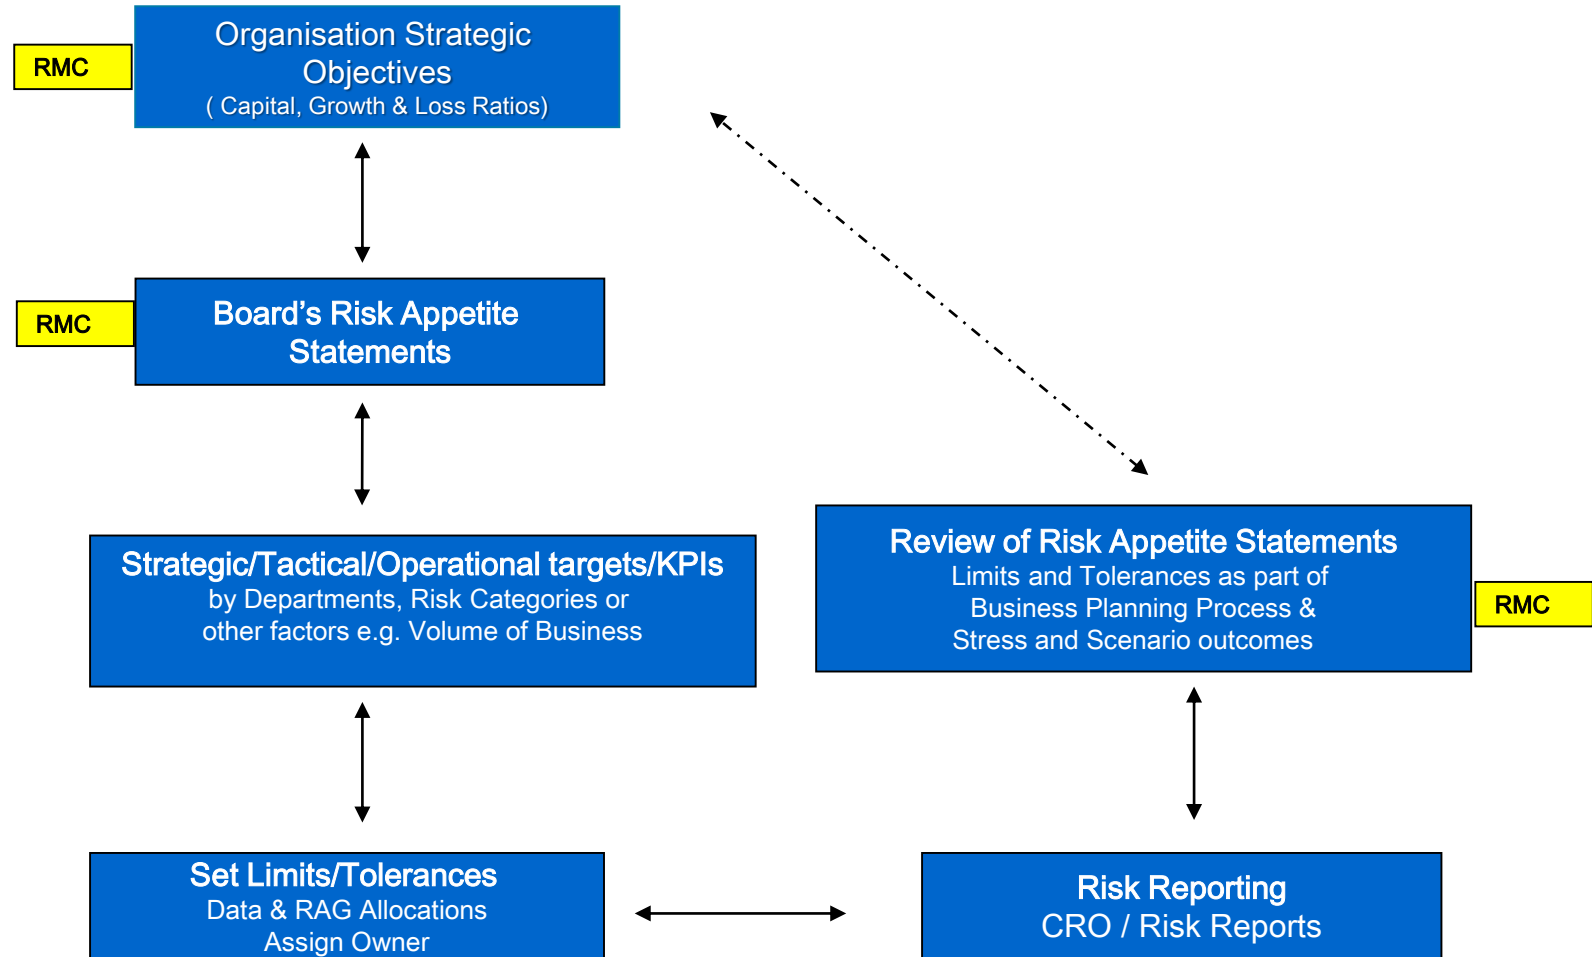 Organisation Strategic
Objectives
( Capital, Growth & Loss Ratios)
RMC
Board’s Risk Appetite
Statements
RMC
Strategic/Tactical/Operational targets/KPIs
by Departments, Risk Categories or
other factors e.g. Volume of Business
Review of Risk Appetite Statements
Limits and Tolerances as part of
Business Planning Process &
Stress and Scenario outcomes
RMC
Set Limits/Tolerances
Data & RAG Allocations
Assign Owner
Risk Reporting
CRO / Risk Reports